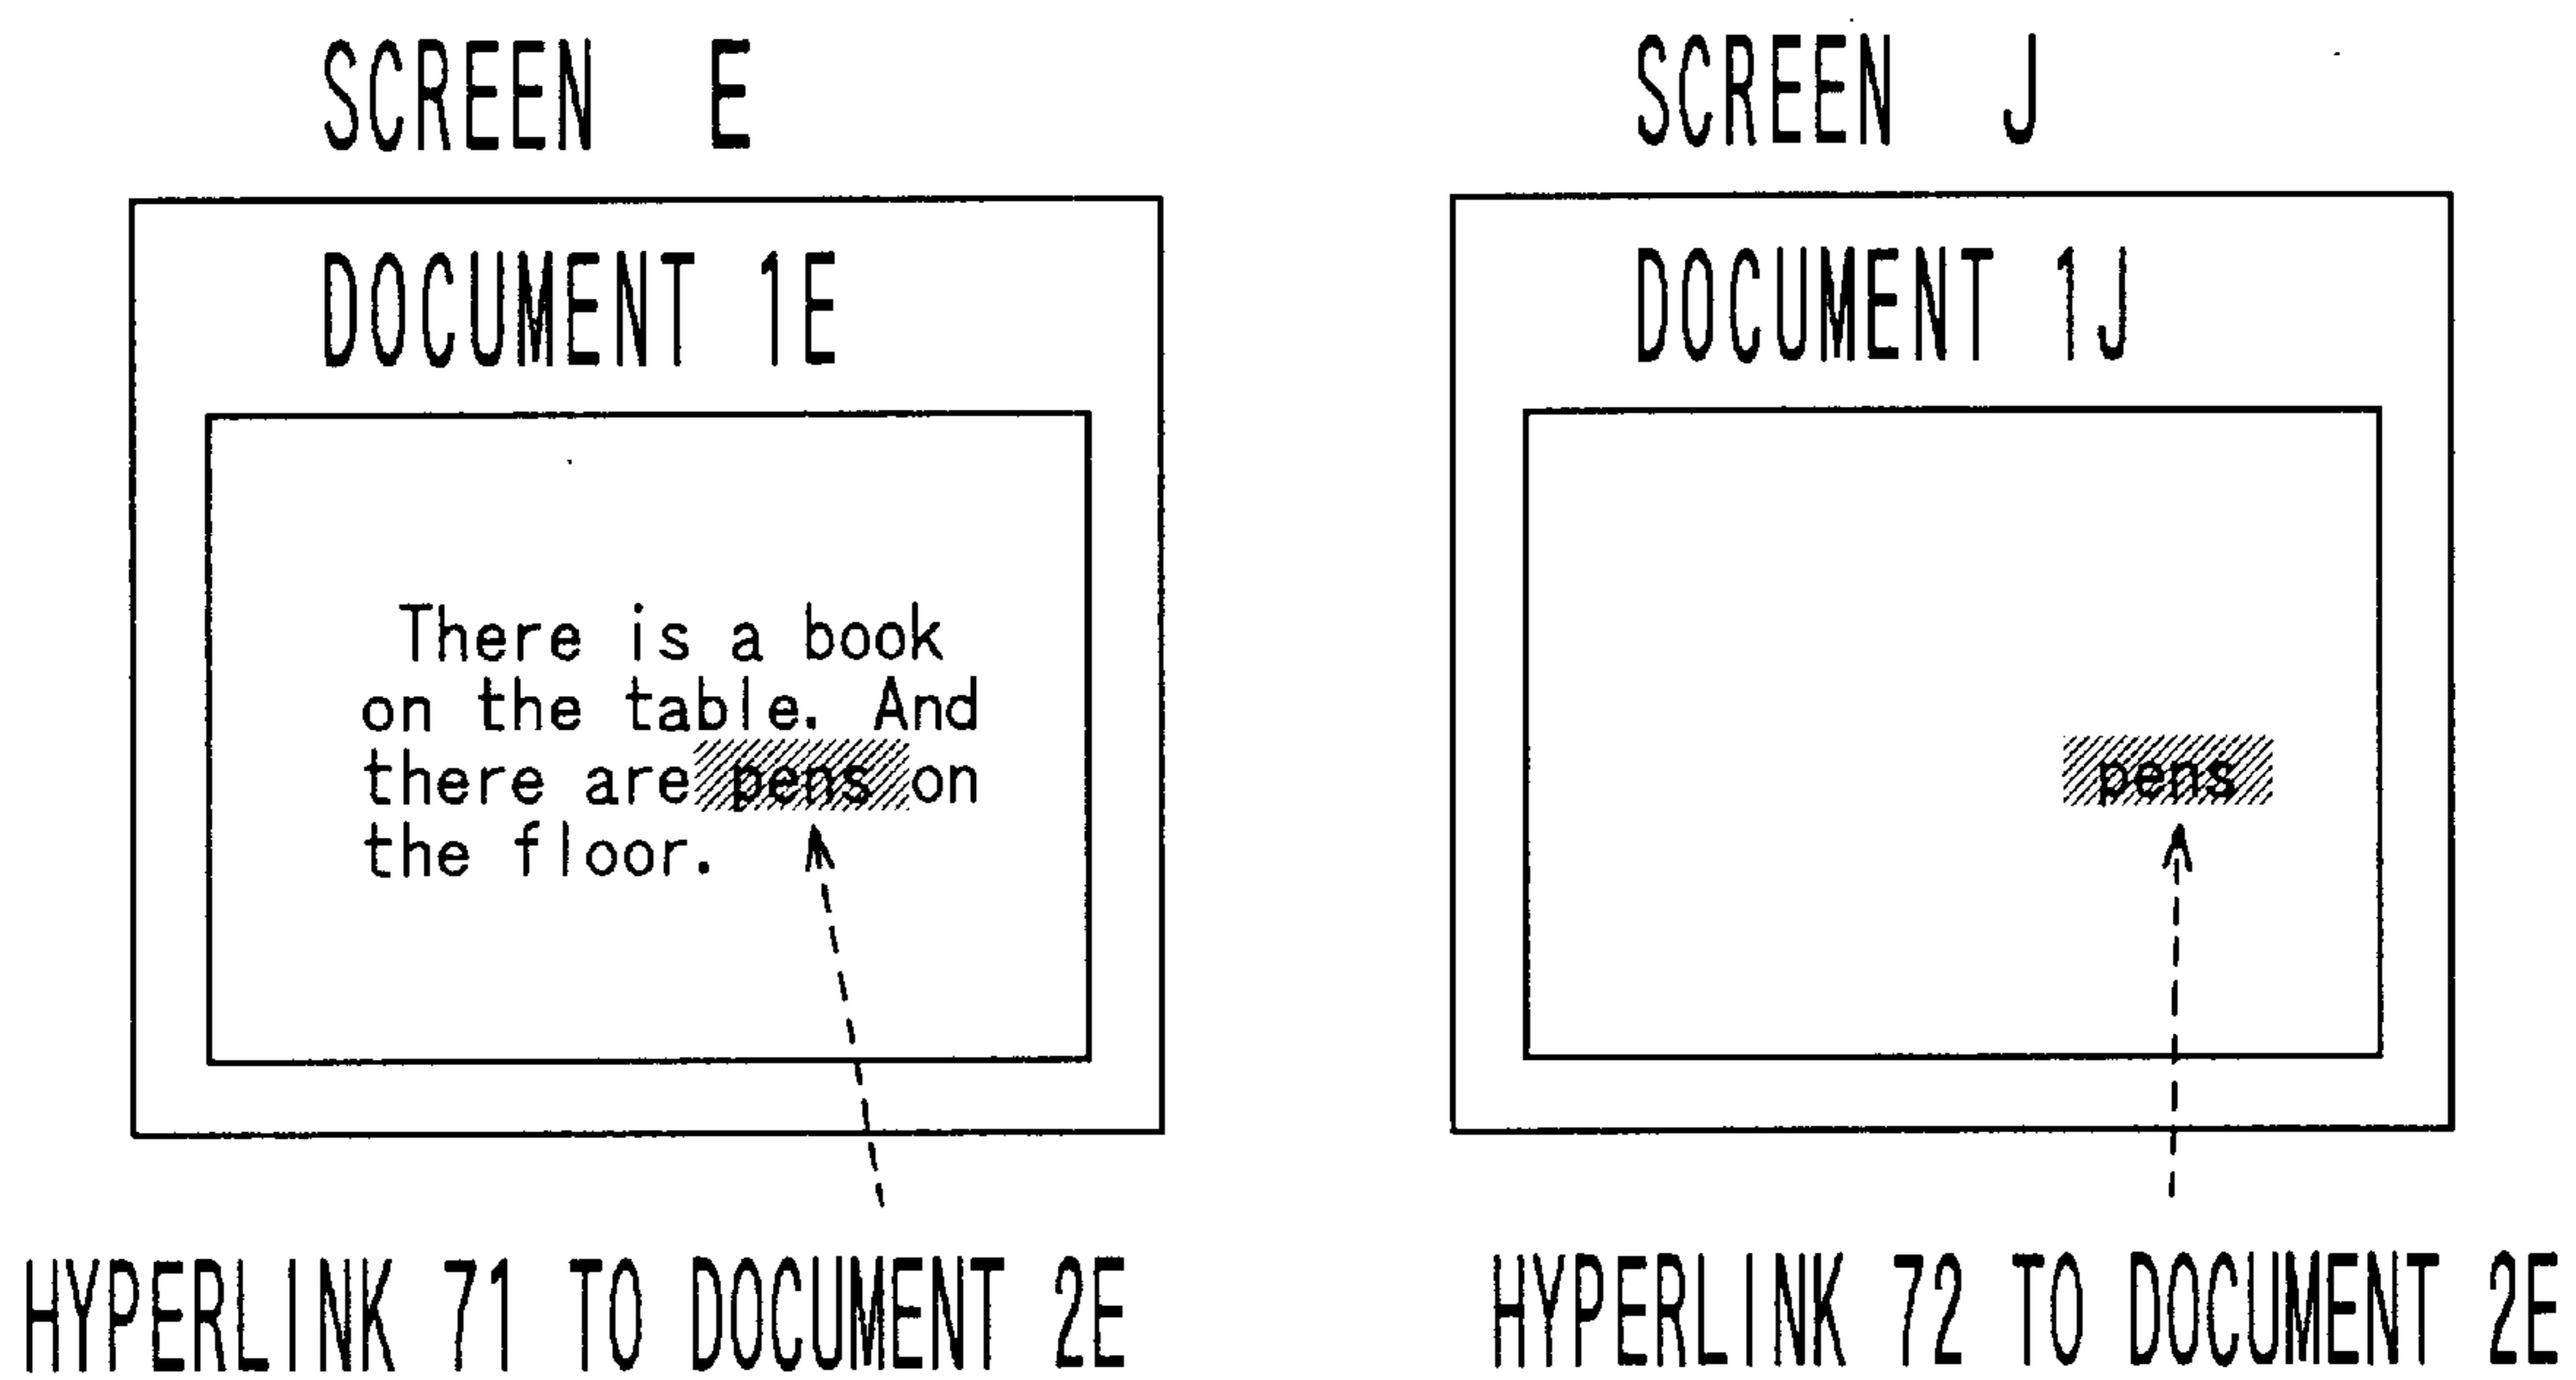 SCREEN E
DOCUMENT 1E
There is a book
on the table. And
there are pens on
the floor.
HYPERLINK 71 TO DOCUMENT 2E
SCREEN J
DOCUMENT 1J
pens
HYPERLINK 72 TO DOCUMENT 2E